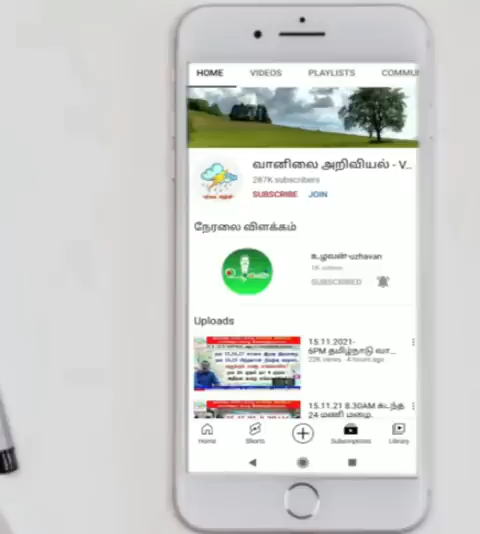 HOME VIDEOS PLAYLISTS COMMU
வானிலை அறிவியல் - V...
287K subscribers
SUBSCRIBE JOIN
நேரலை விளக்கம்
உழவன்-uzhavan
1K videos
SUBSCRIBED
Uploads
15.11.2021-
6PM தமிழ்நாடு வா...
22K views · 4 hours ago
15.11.21 8.30AM கடந்த
24 மணி மழை.
Home Shorts Subscriptions Library